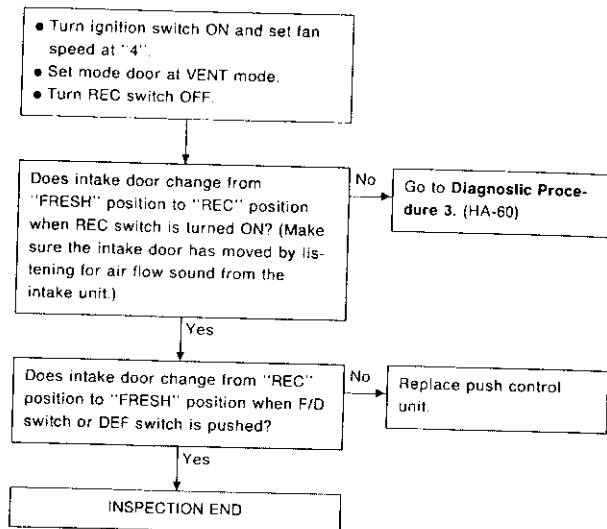 ● Turn ignition switch ON and set fan
speed at "4".
● Set mode door at VENT mode.
● Turn REC switch OFF.
Does intake door change from
"FRESH" position to "REC" position
when REC switch is turned ON? (Make
sure the intake door has moved by lis-
tening for air flow sound from the
intake unit.)
No
Go to Diagnostic Proce-
dure 3. (HA-60)
Yes
Does intake door change from "REC"
position to "FRESH" position when F/D
switch or DEF switch is pushed?
No
Replace push control
unit.
Yes
INSPECTION END